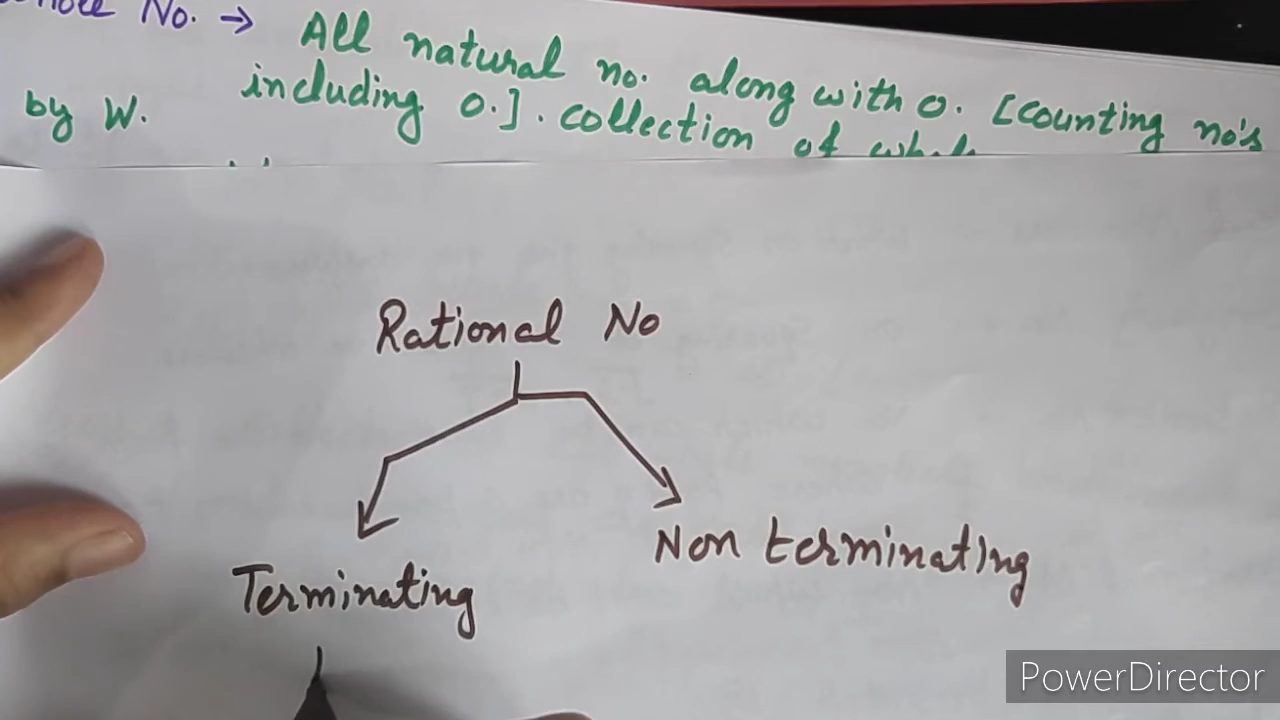 No. → All natural no. along with 0. [counting no's
by W. including 0.]. collection of
Rational No
Terminating
Non terminating
PowerDirector